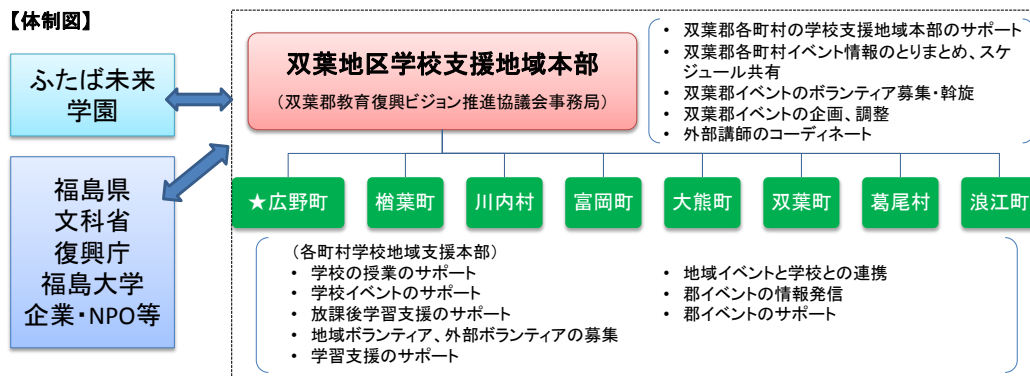 【体制図】
ふたば未来
学園
福島県
文科省
復興庁
福島大学
企業・NPO等
双葉地区学校支援地域本部
（双葉郡教育復興ビジョン推進協議会事務局）
• 双葉郡各町村の学校支援地域本部のサポート
• 双葉郡各町村イベント情報のとりまとめ、スケ
ジュール共有
• 双葉郡イベントのボランティア募集・斡旋
• 双葉郡イベントの企画、調整
• 外部講師のコーディネート
★広野町
楢葉町
川内村
富岡町
大熊町
双葉町
葛尾村
浪江町
（各町村学校地域支援本部）
• 学校の授業のサポート
• 学校イベントのサポート
• 放課後学習支援のサポート
• 地域ボランティア、外部ボランティアの募集
• 学習支援のサポート
• 地域イベントと学校との連携
• 郡イベントの情報発信
• 郡イベントのサポート